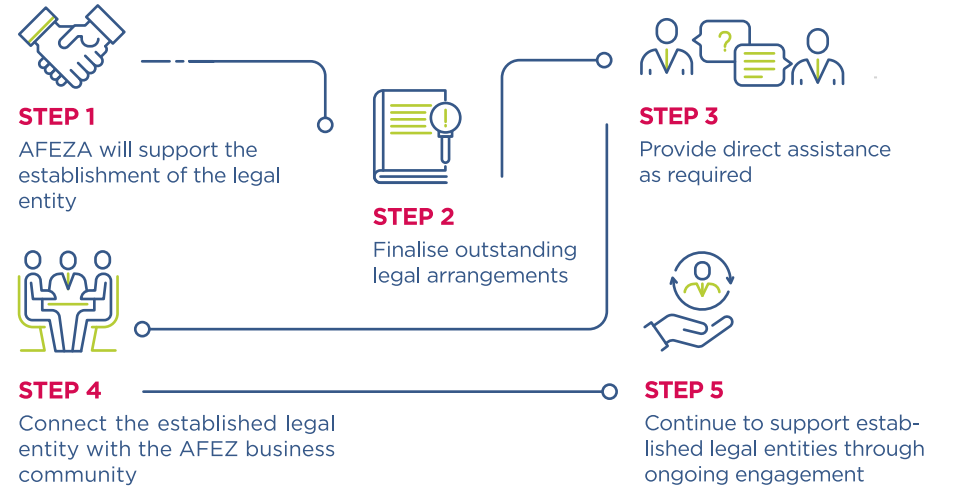 STEP 1
AFEZA will support the
establishment of the legal
entity
STEP 2
Finalise outstanding
legal arrangements
?
STEP 3
Provide direct assistance
as required
STEP 4
Connect the established legal
entity with the AFEZ business
community
STEP 5
Continue to support estab-
lished legal entities through
ongoing engagement